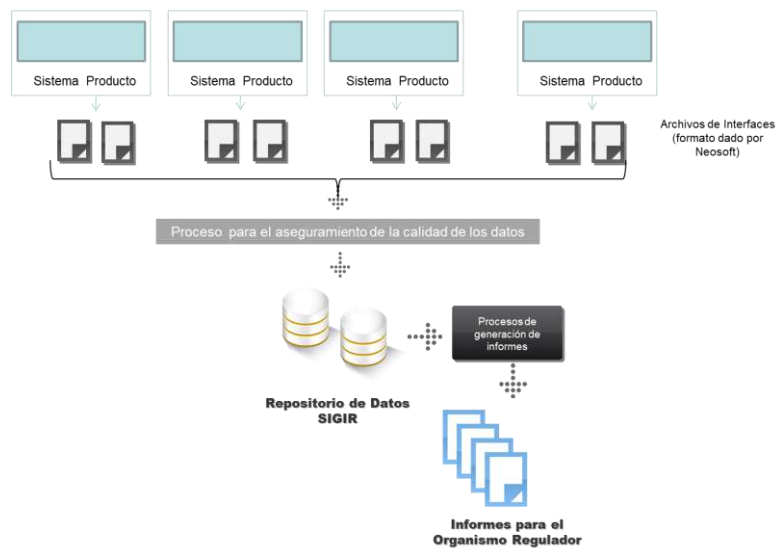 Sistema Producto
Sistema Producto
Sistema Producto
Sistema Producto
Archivos de Interfaces
(formato dado por
Neosoft)
Proceso para el aseguramiento de la calidad de los datos
Procesos de
generación de
informes
Repositorio de Datos
SIGIR
Informes para el
Organismo Regulador